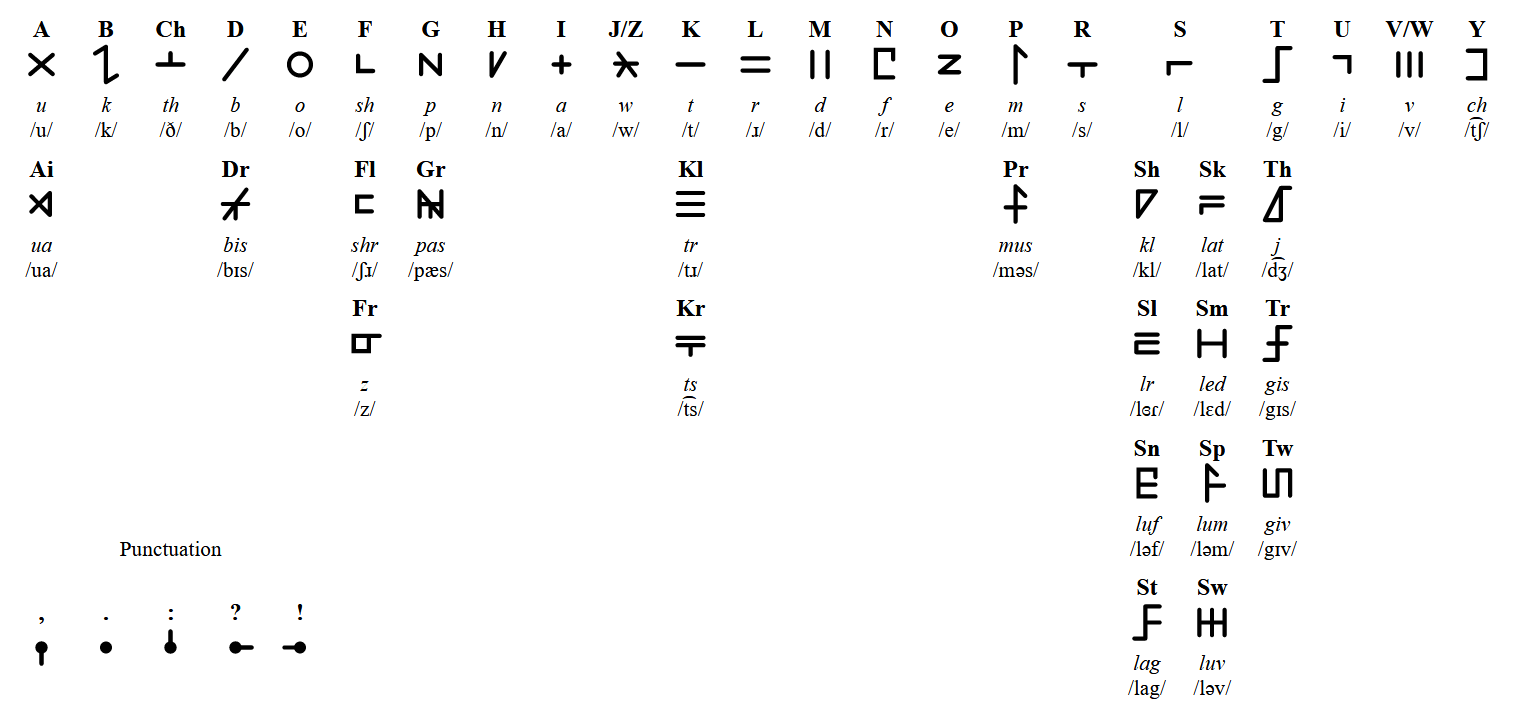 A B Ch D E F G H I J/Z K L M N O P R S T U V/W Y
u k th b o sh p n a w t r d f e m s l g i v ch
/u/ /k/ /ð/ /b/ /o/ /ʃ/ /p/ /n/ /a/ /w/ /t/ /ɹ/ /d/ /r/ /e/ /m/ /s/ /l/ /g/ /i/ /v/ /t͡ʃ/
Ai Dr Fl Gr Kl Pr Sh Sk Th
ua bis shr pas tr mus kl lat j
/ua/ /bɪs/ /ʃɹ/ /pæs/ /tɹ/ /məs/ /kl/ /lat/ /d͡ʒ/
Fr Kr Sl Sm Tr
z ts lr led gis
/z/ /t͡s/ /lɞɾ/ /lɛd/ /gɪs/
Sn Sp Tw
luf lum giv
/ləf/ /ləm/ /gɪv/
Punctuation
, . : ? !
St Sw
lag luv
/lag/ /ləv/